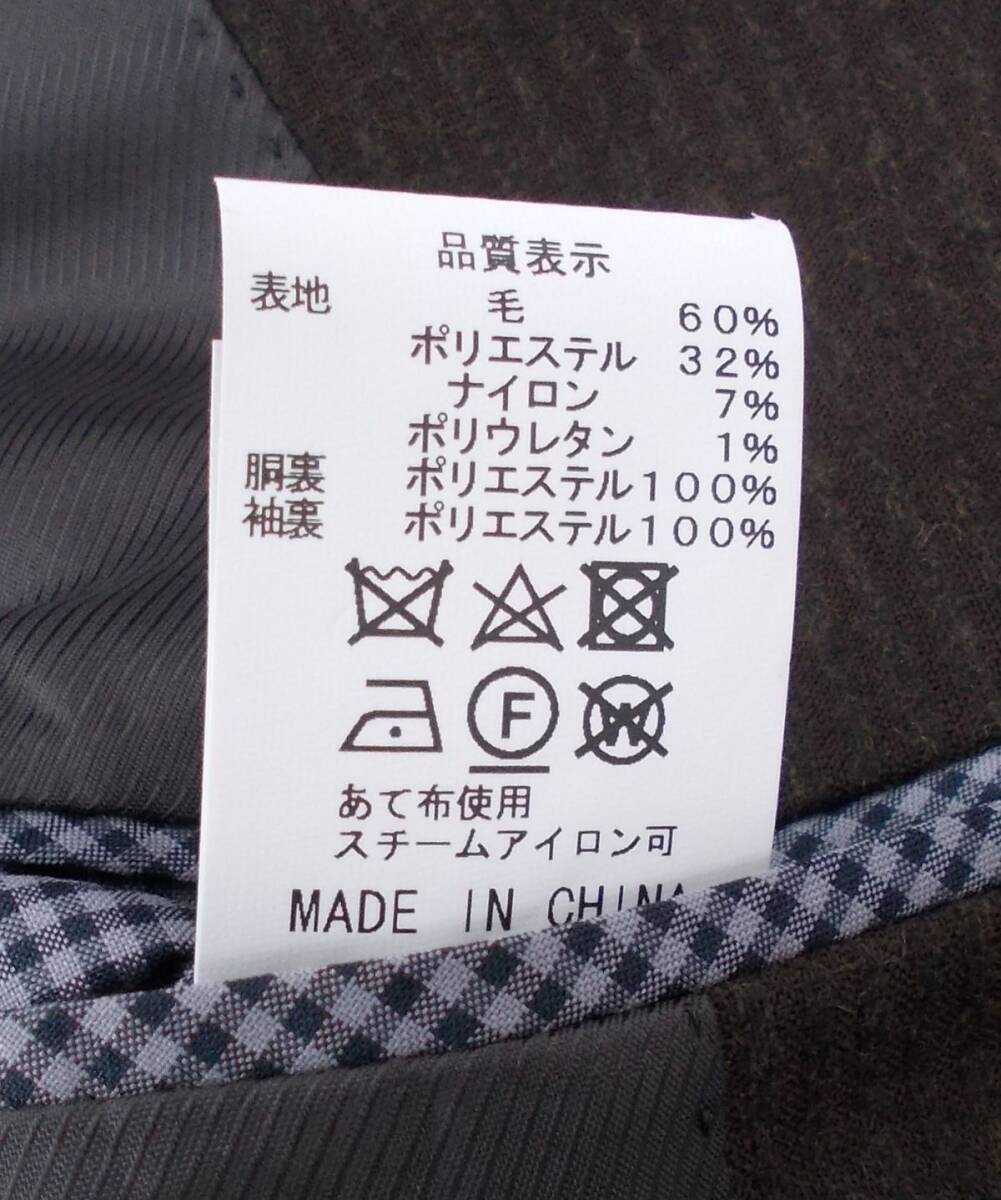 品質表示
表地 毛 60%
ポリエステル 32%
ナイロン 7%
ポリウレタン 1%
胴裏 ポリエステル100%
袖裏 ポリエステル100%
F W
あて布使用
スチームアイロン可
MADE IN CHINA